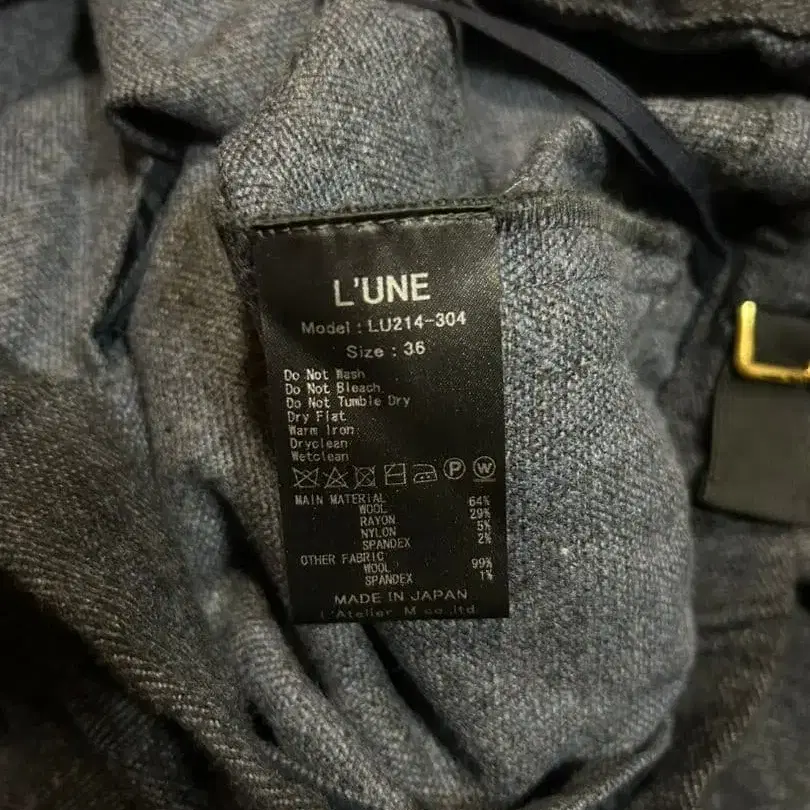 L'UNE
Model : LU214-304
Size : 36
Do Not Wash
Do Not Bleach
Do Not Tumble Dry
Dry Flat
Warm Iron
Dryclean
Wetclean
P W
MAIN MATERIAL
WOOL 64%
RAYON 29%
NYLON 5%
SPANDEX 2%
OTHER FABRIC
WOOL 99%
SPANDEX 1%
MADE IN JAPAN
L'Atelier M co.,ltd.